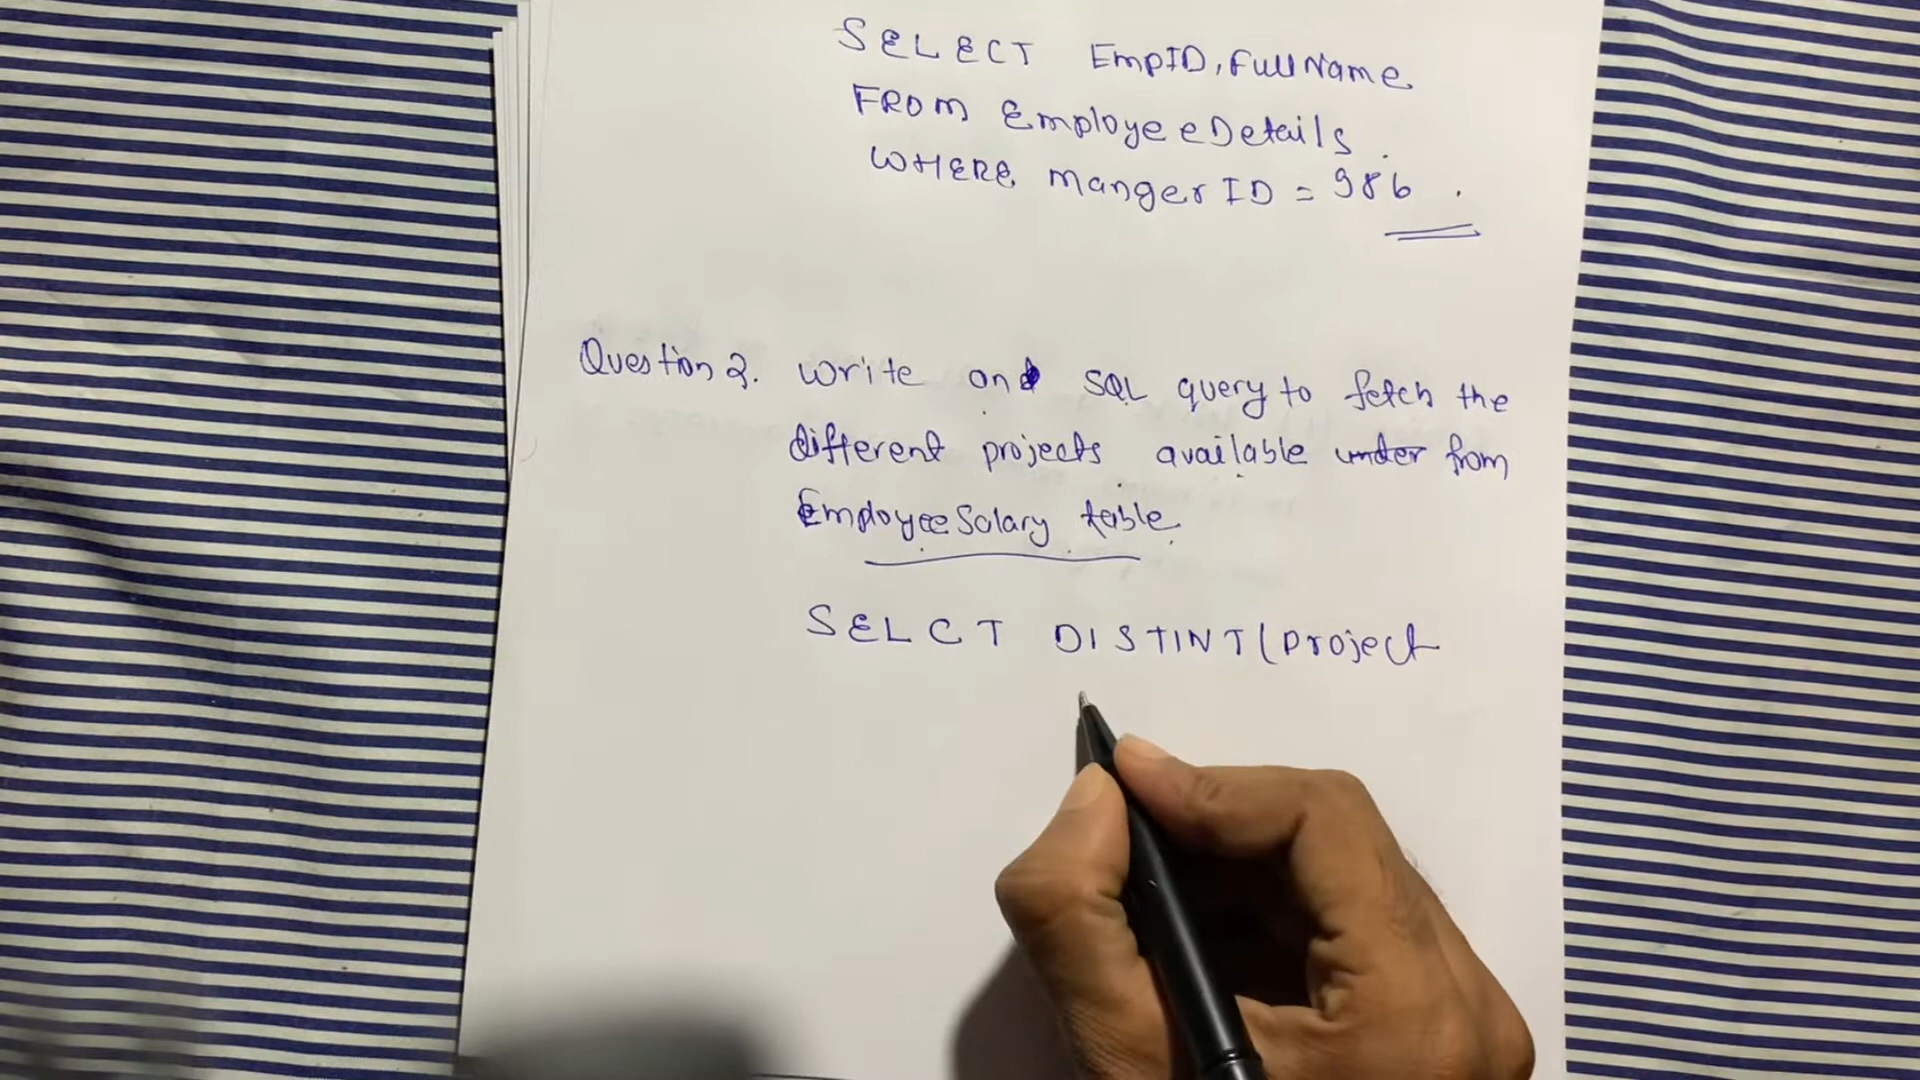 SELECT EmpID, FullName
FROM EmployeeDetails
WHERE mangerID = 986
Question 2. Write an SQL query to fetch the
different projects available under from
EmployeeSalary table
SELCT DISTINT(Project